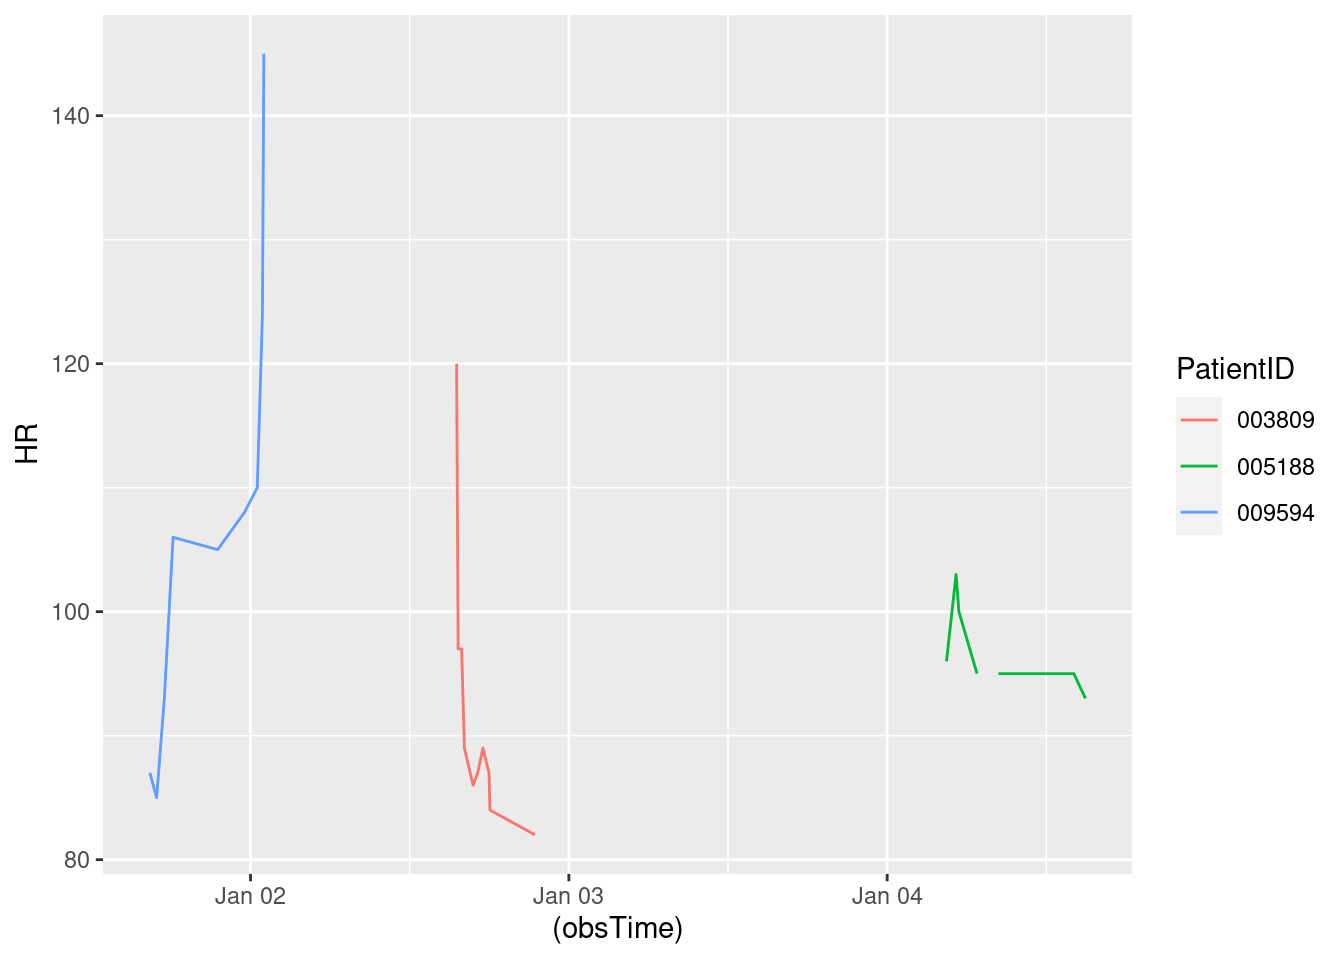 HR
140
120
100
80
Jan 02
Jan 03
Jan 04
(obsTime)
PatientID
003809
005188
009594